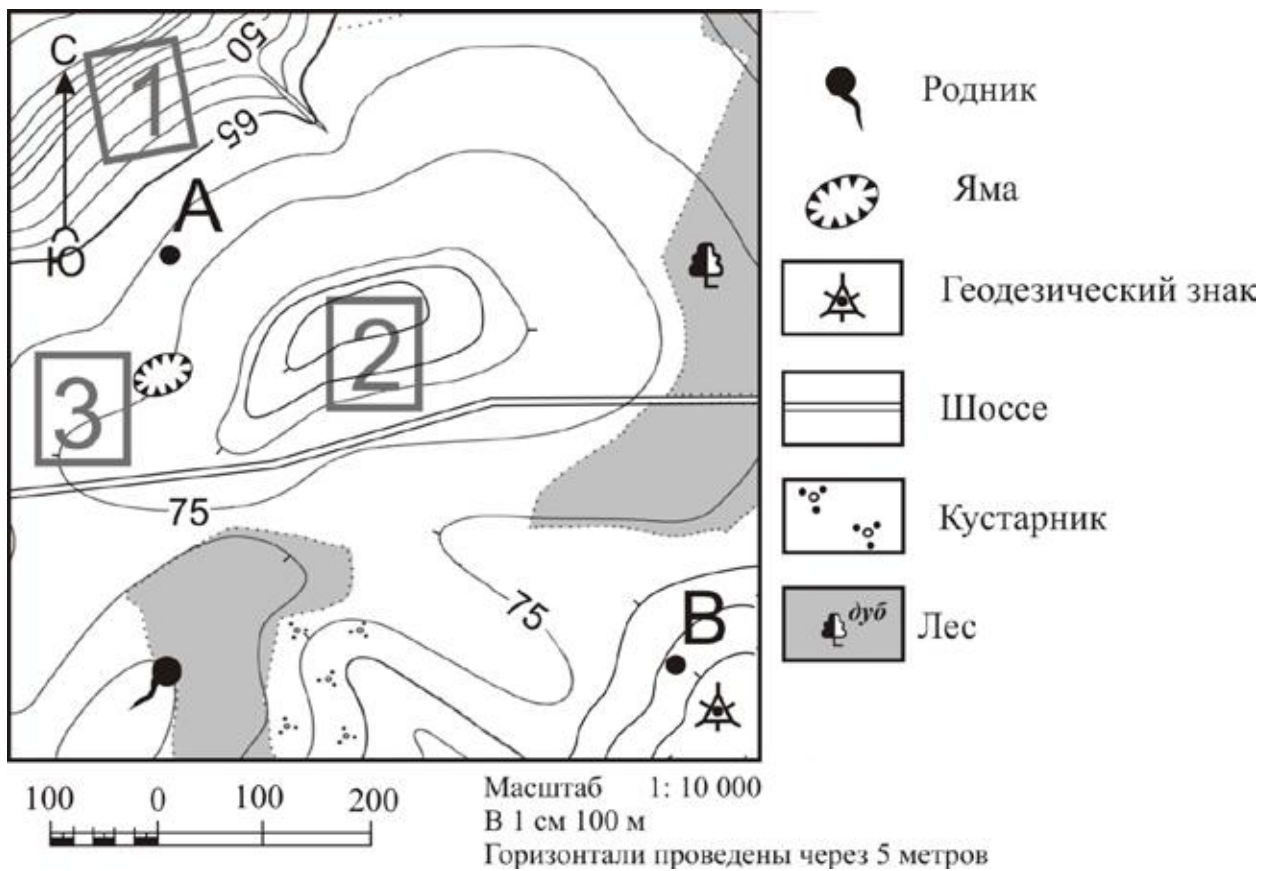 С
1
50
65
Ю
А
2
3
75
75
В
Родник
Яма
Геодезический знак
Шоссе
Кустарник
дуб
Лес
100 0 100 200
Масштаб 1: 10 000
В 1 см 100 м
Горизонтали проведены через 5 метров